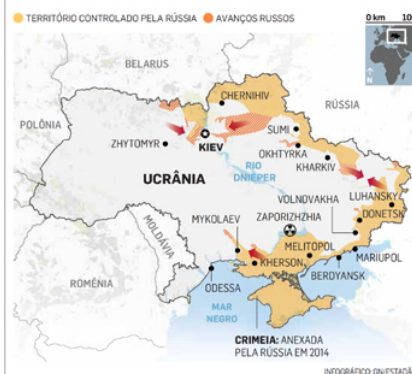 TERRITÓRIO CONTROLADO PELA RÚSSIA AVANÇOS RUSSOS
0 km
BELARUS
CHERNIHIV
RÚSSIA
POLÔNIA
SUMI
ZHYTOMYR
KIEV
OKHTYRKA
KHARKIV
RIO
DNIÉPER
UCRÂNIA
LUHANSKY
VOLNOVAKHA
DONETSK
MOLDÁVIA
MYKOLAEV
ZAPORIZHZHIA
MELITOPOL
MARIUPOL
ROMÊNIA
KHERSON
BERDYANSK
ODESSA
MAR
NEGRO
CRIMEIA: ANEXADA
PELA RÚSSIA EM 2014
N